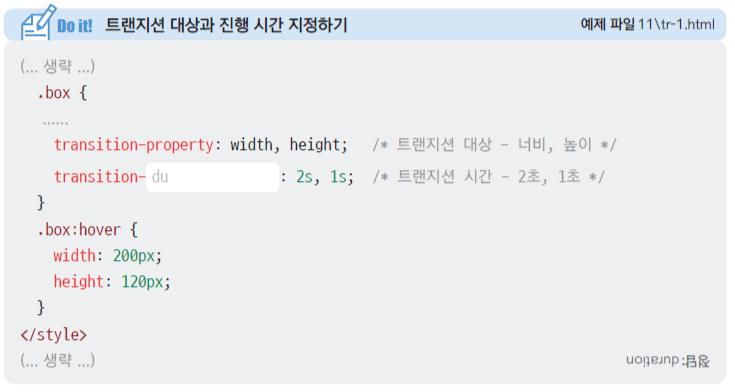 Do it! 트랜지션 대상과 진행 시간 지정하기 예제 파일 11\tr-1.html
(... 생략 ...)
.box {
......
transition-property: width, height; /* 트랜지션 대상 - 너비, 높이 */
transition-du : 2s, 1s; /* 트랜지션 시간 - 2초, 1초 */
}
.box:hover {
width: 200px;
height: 120px;
}
</style>
(... 생략 ...)
정답: duration